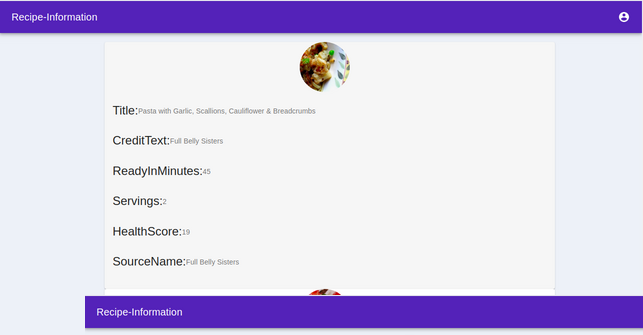 Recipe-Information
Title:Pasta with Garlic, Scallions, Cauliflower & Breadcrumbs
CreditText:Full Belly Sisters
ReadyInMinutes:45
Servings:2
HealthScore:19
SourceName:Full Belly Sisters
Recipe-Information